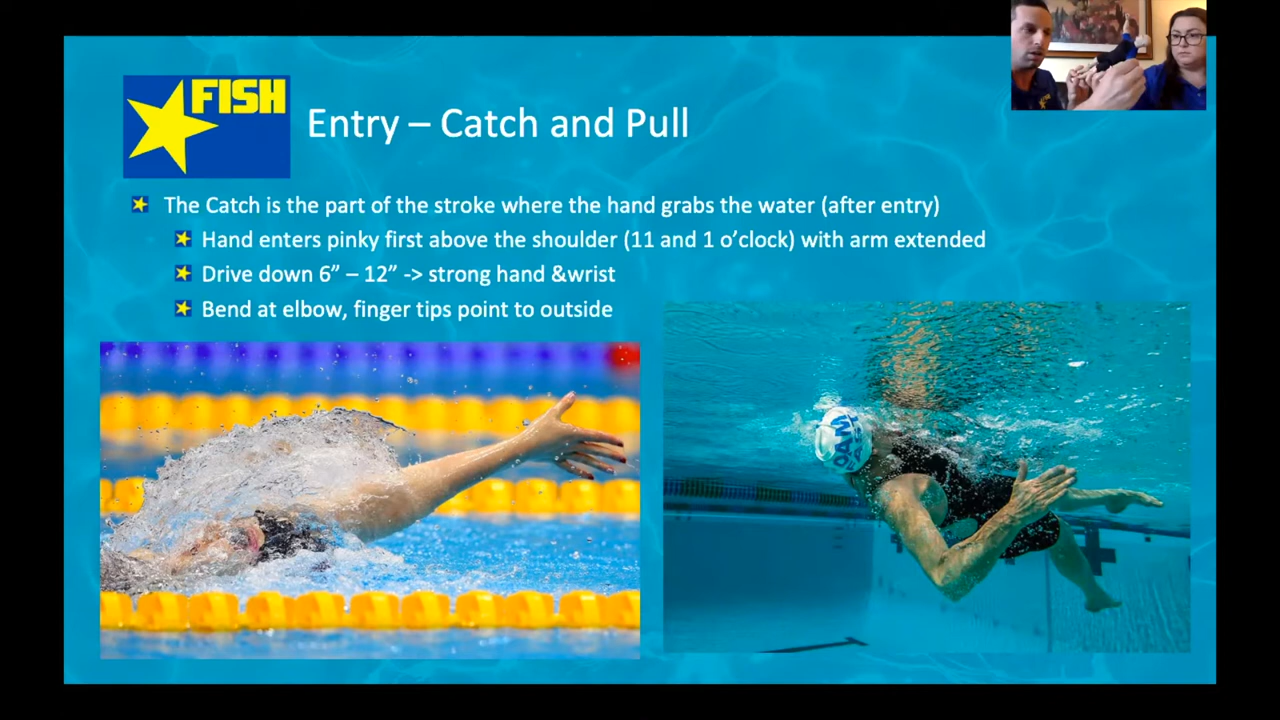 FISH
Entry – Catch and Pull
The Catch is the part of the stroke where the hand grabs the water (after entry)
Hand enters pinky first above the shoulder (11 and 1 o’clock) with arm extended
Drive down 6” – 12” -> strong hand &wrist
Bend at elbow, finger tips point to outside